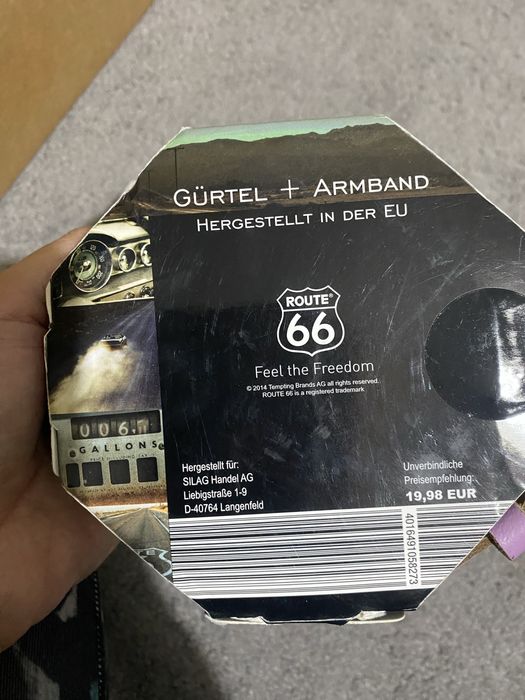 GÜRTEL + ARMBAND
HERGESTELLT IN DER EU
ROUTE®
66
Feel the Freedom
© 2014 Tempting Brands AG all rights reserved.
ROUTE 66 is a registered trademark
GALLONS
Hergestellt für:
SILAG Handel AG
Liebigstraße 1-9
D-40764 Langenfeld
Unverbindliche
Preisempfehlung:
19,98 EUR
4016491058273